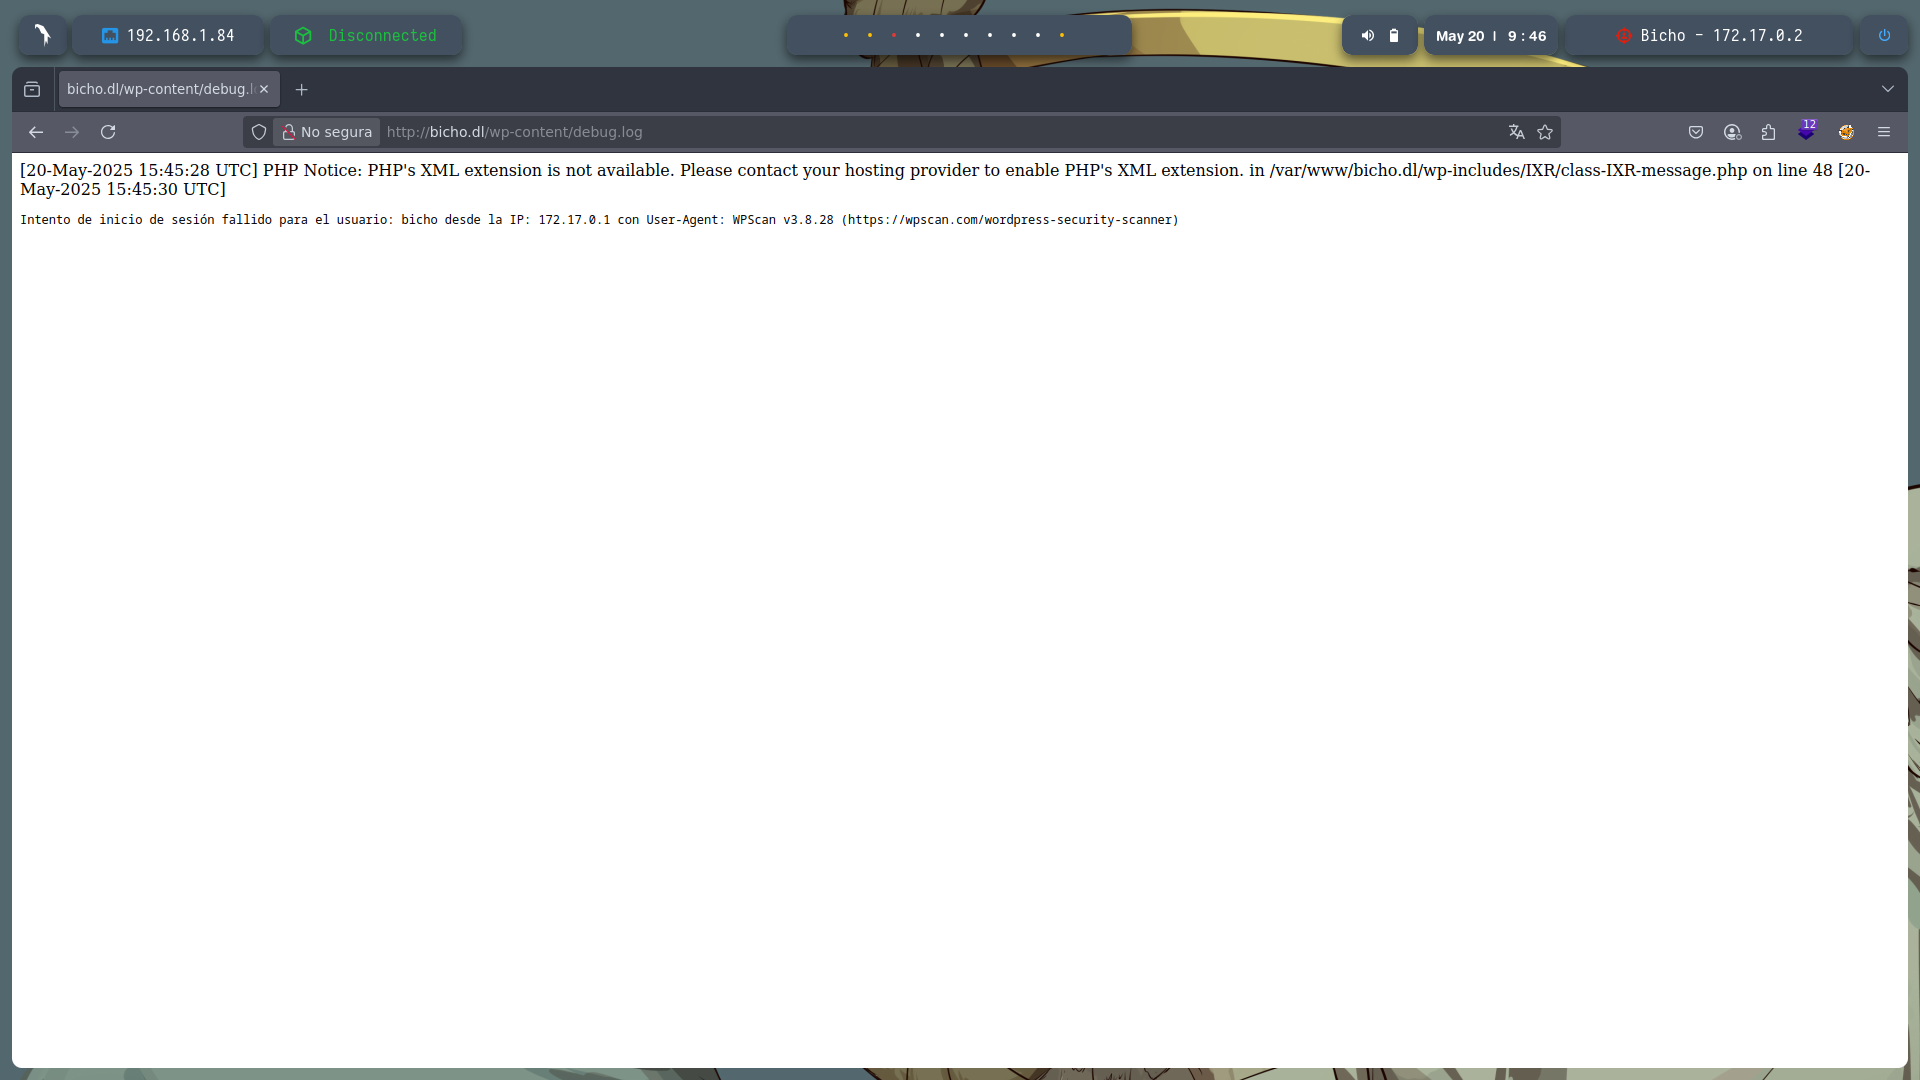 192.168.1.84
Disconnected
May 20 | 9 : 46
Bicho - 172.17.0.2
bicho.dl/wp-content/debug.l
No segura
http://bicho.dl/wp-content/debug.log
12
[20-May-2025 15:45:28 UTC] PHP Notice: PHP's XML extension is not available. Please contact your hosting provider to enable PHP's XML extension. in /var/www/bicho.dl/wp-includes/IXR/class-IXR-message.php on line 48 [20-
May-2025 15:45:30 UTC]
Intento de inicio de sesión fallido para el usuario: bicho desde la IP: 172.17.0.1 con User-Agent: WPScan v3.8.28 (https://wpscan.com/wordpress-security-scanner)